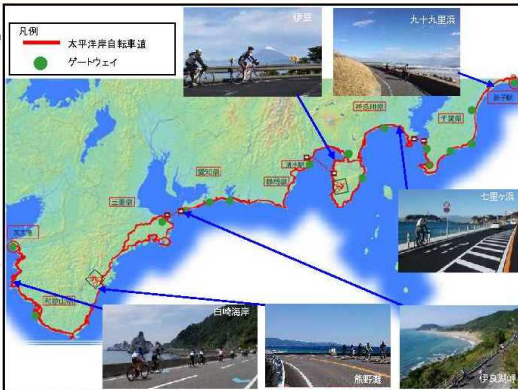 凡例
太平洋岸自転車道
ゲートウェイ
伊豆
九十九里浜
銚子駅
千葉県
神奈川県
清水駅
静岡県
愛知県
三重県
和歌山県
七里ヶ浜
白崎海岸
熊野灘
伊良湖岬